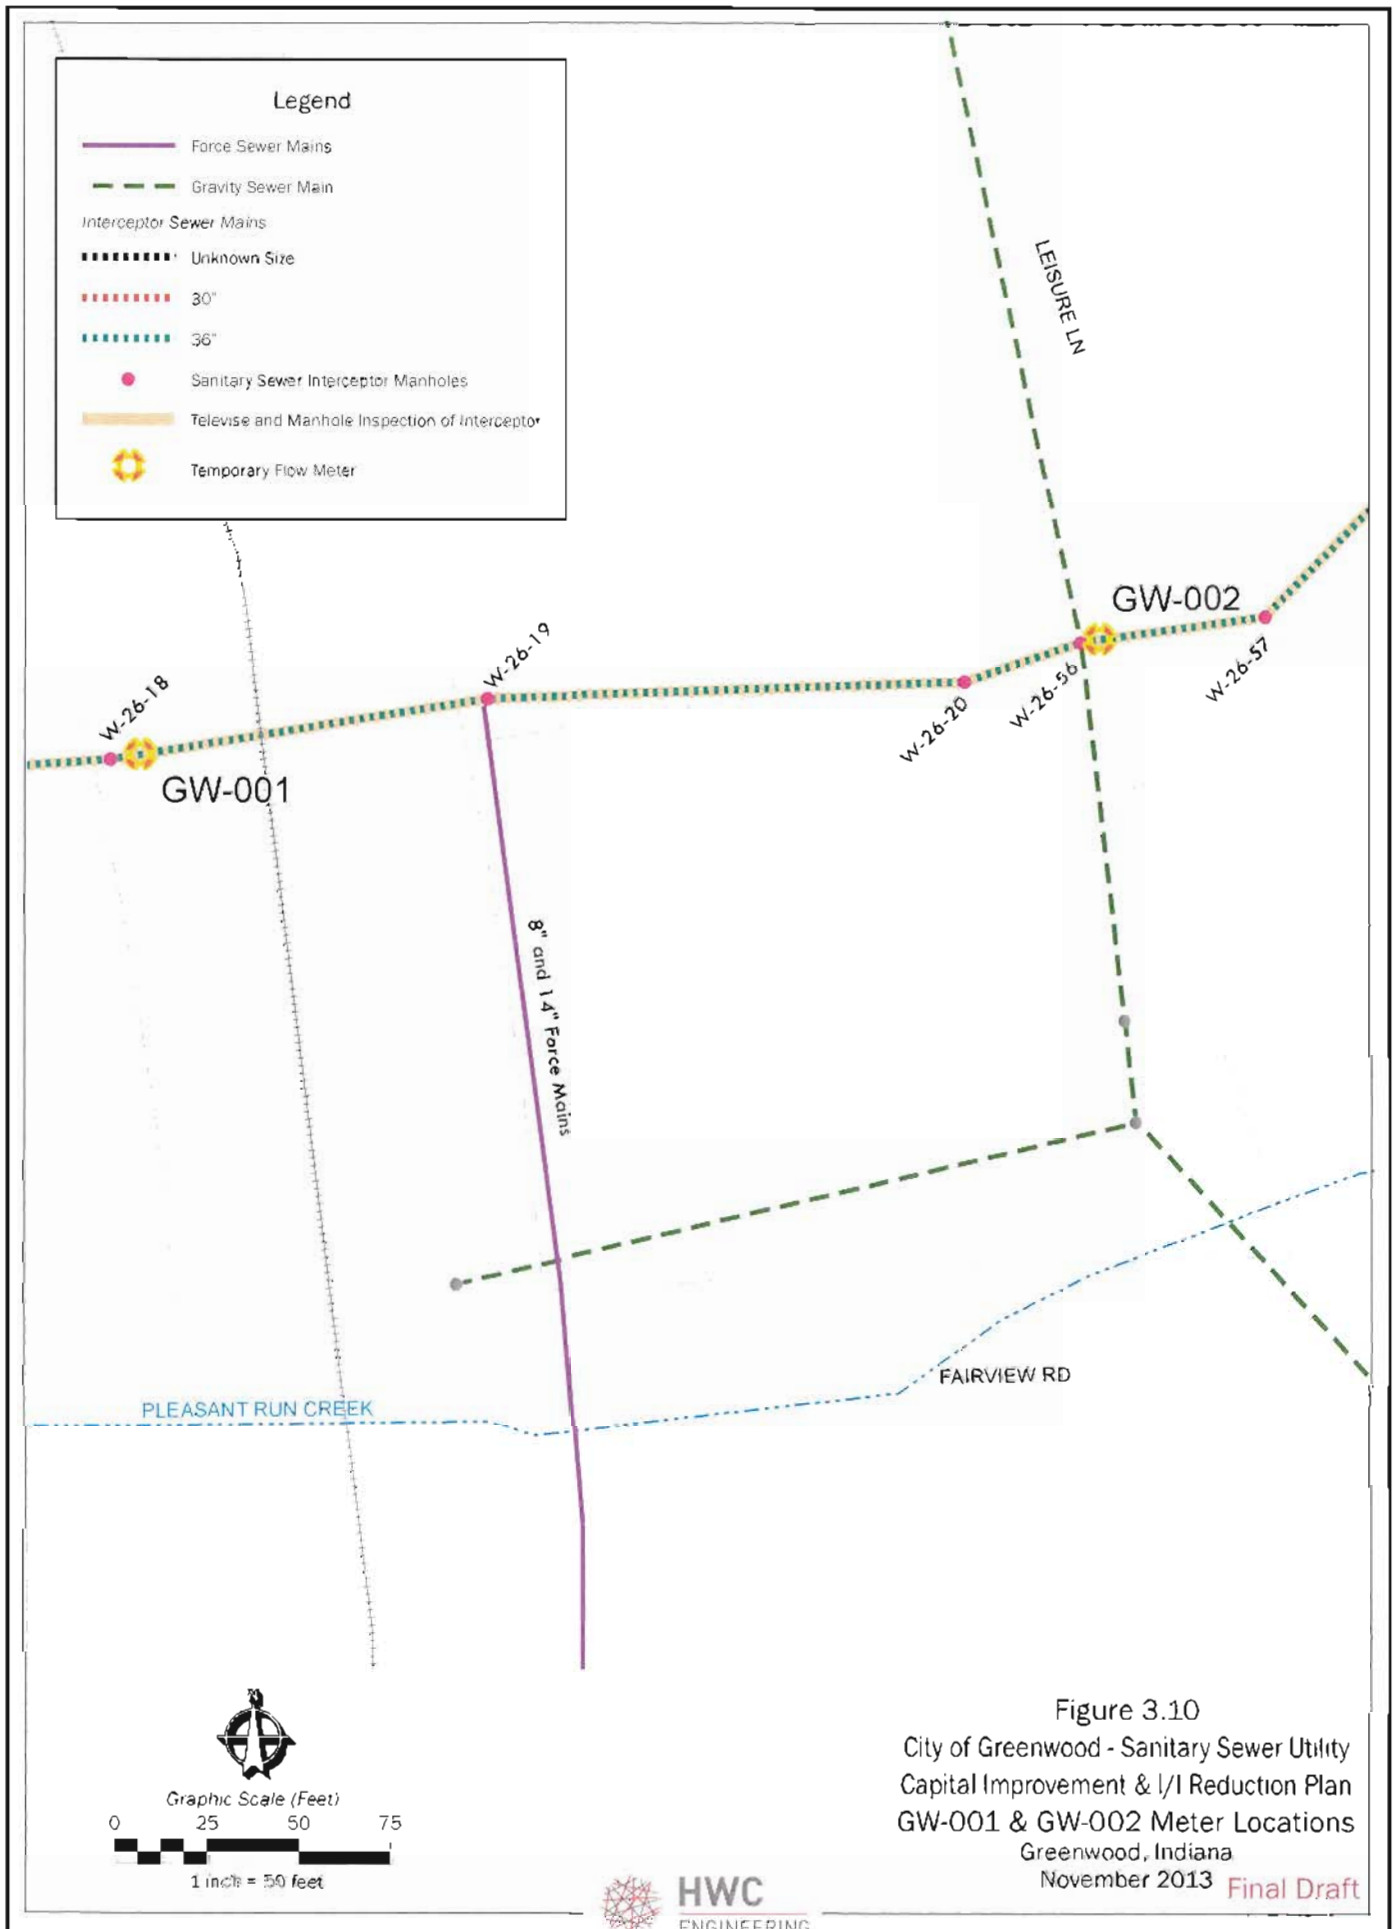 Legend
Force Sewer Mains
Gravity Sewer Main
Interceptor Sewer Mains
Unknown Size
30"
36"
Sanitary Sewer Interceptor Manholes
Televise and Manhole Inspection of Interceptor
Temporary Flow Meter
LEISURE LN
GW-002
W-26-19
W-26-18
W-26-57
W-26-56
W-26-20
GW-001
8" and 14" Force Mains
FAIRVIEW RD
PLEASANT RUN CREEK
N
Graphic Scale (Feet)
0 25 50 75
1 inch = 50 feet
Figure 3.10
City of Greenwood - Sanitary Sewer Utility
Capital Improvement & I/I Reduction Plan
GW-001 & GW-002 Meter Locations
Greenwood, Indiana
November 2013
Final Draft
HWC
ENGINEERING